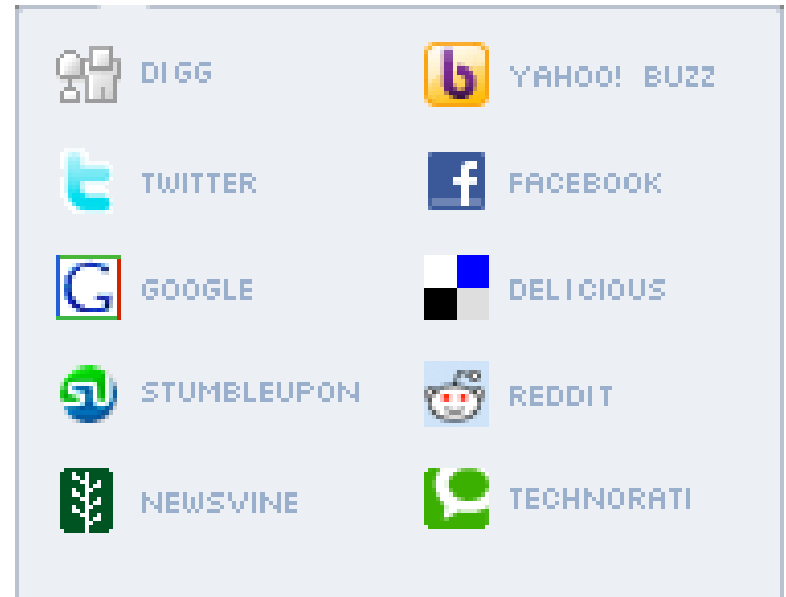 DIGG
YAHOO! BUZZ
TWITTER
FACEBOOK
GOOGLE
DELICIOUS
STUMBLEUPON
REDDIT
NEWSVINE
TECHNORATI